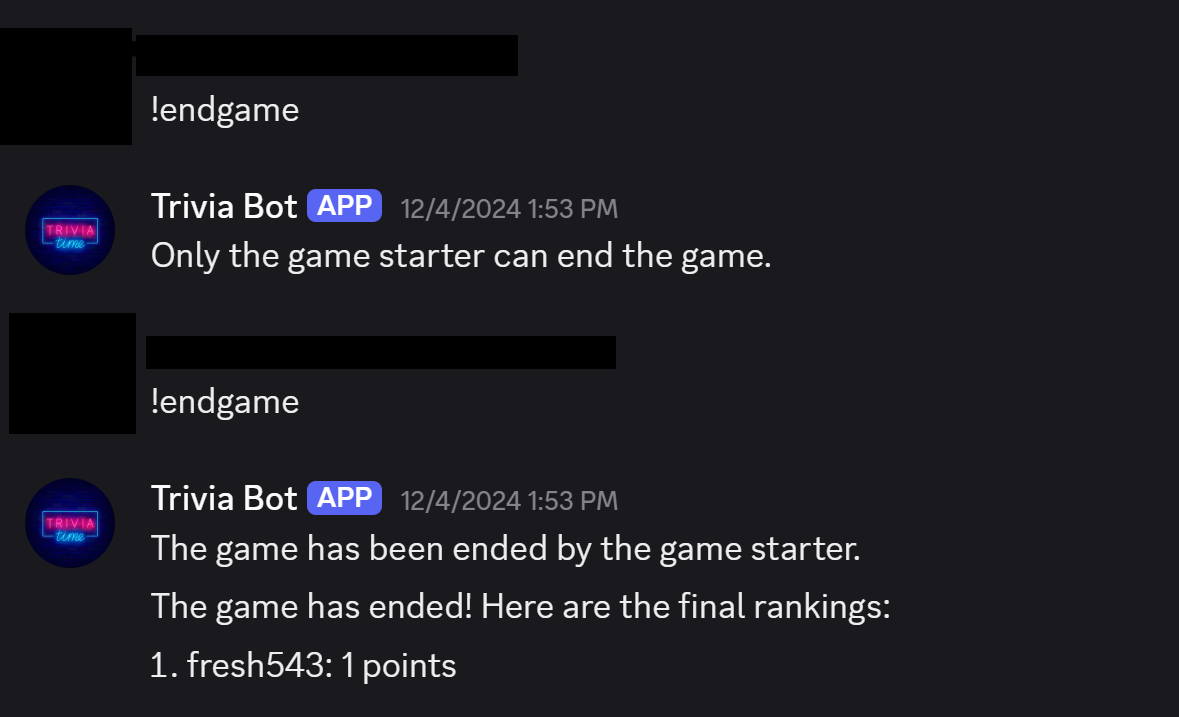 !endgame
Trivia Bot APP 12/4/2024 1:53 PM
TRIVIA
time
Only the game starter can end the game.
!endgame
Trivia Bot APP 12/4/2024 1:53 PM
TRIVIA
time
The game has been ended by the game starter.
The game has ended! Here are the final rankings:
1. fresh543: 1 points